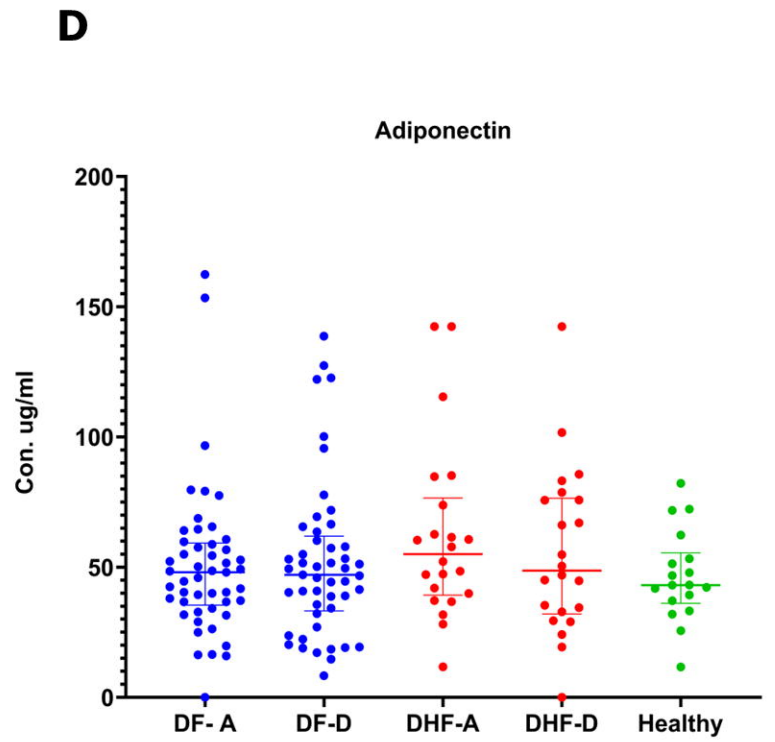 D
Adiponectin
200
150
100
50
0
Con. ug/ml
DF- A DF-D DHF-A DHF-D Healthy